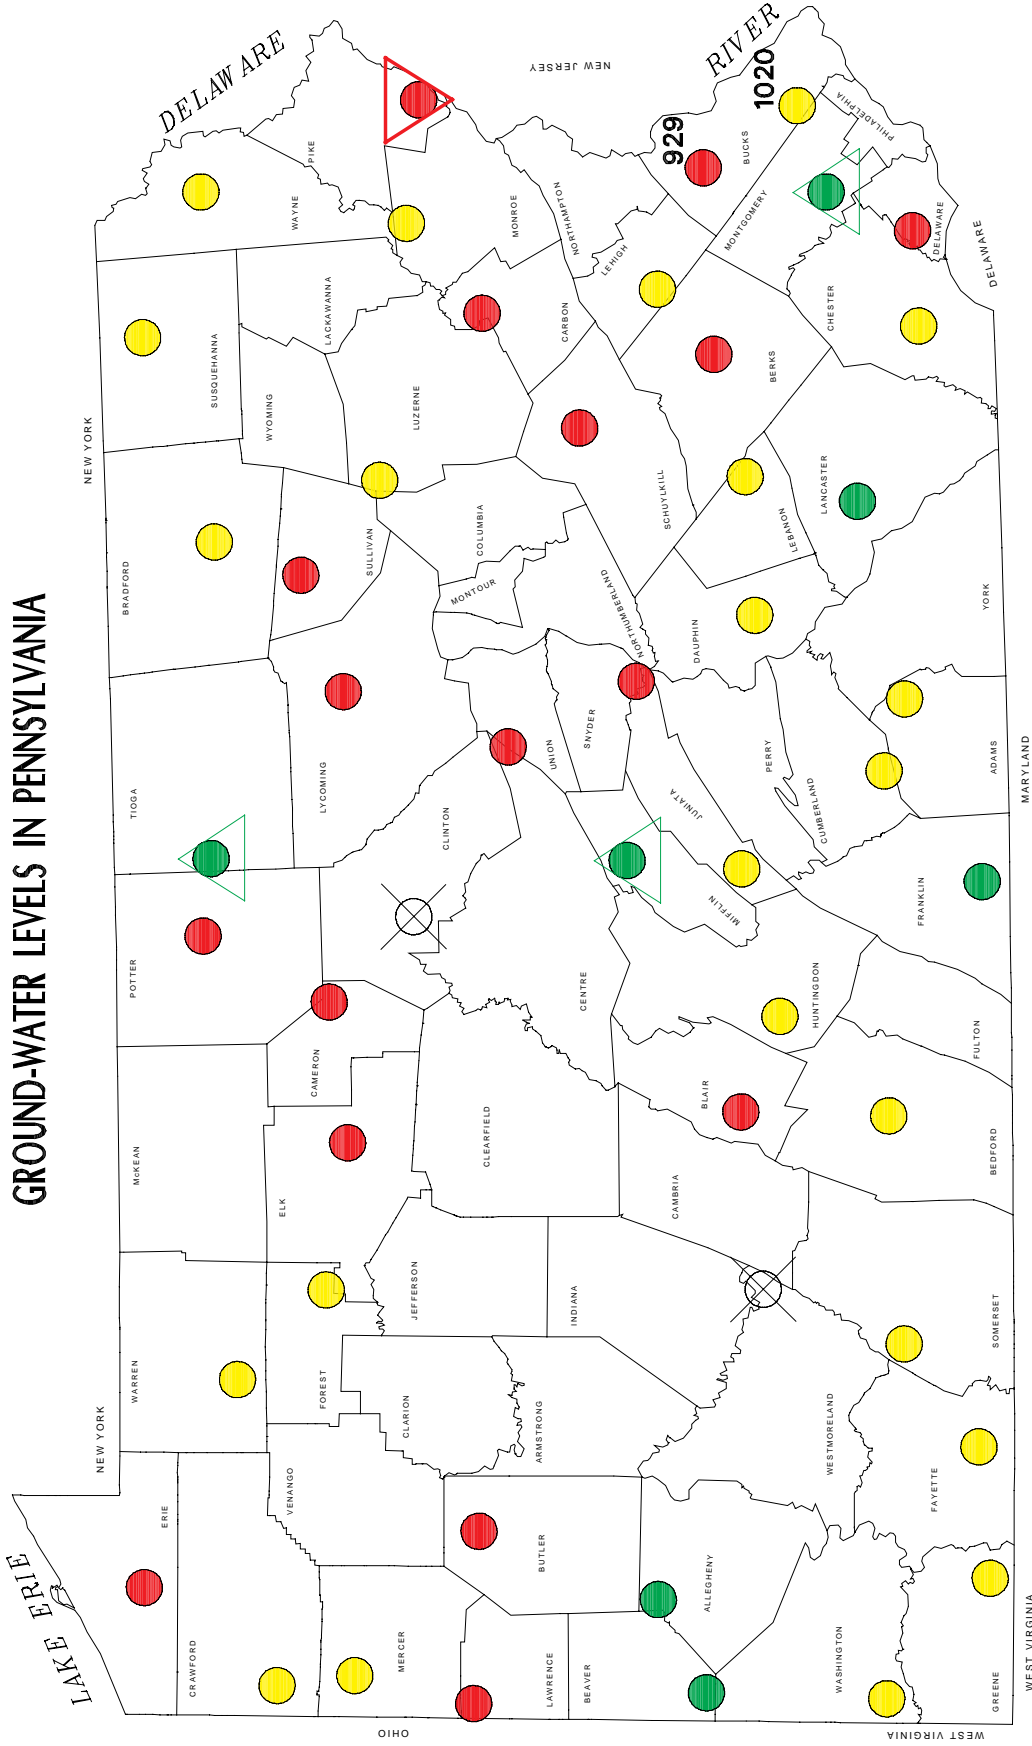 GROUND-WATER LEVELS IN PENNSYLVANIA
LAKE ERIE
NEW YORK
NEW YORK
DELAWARE
RIVER
NEW JERSEY
DELAWARE
MARYLAND
WEST VIRGINIA
WEST VIRGINIA
OHIO
ERIE
CRAWFORD
WARREN
McKEAN
POTTER
TIOGA
BRADFORD
SUSQUEHANNA
WAYNE
PIKE
WYOMING
LACKAWANNA
SULLIVAN
LUZERNE
MONROE
MERCER
VENANGO
FOREST
ELK
CAMERON
CLINTON
LYCOMING
COLUMBIA
MONTOUR
CARBON
NORTHAMPTON
LEHIGH
LAWRENCE
BUTLER
CLARION
JEFFERSON
CLEARFIELD
CENTRE
UNION
SNYDER
NORTHUMBERLAND
SCHUYLKILL
BEAVER
ARMSTRONG
INDIANA
CAMBRIA
BLAIR
HUNTINGDON
MIFFLIN
JUNIATA
PERRY
DAUPHIN
LEBANON
BERKS
MONTGOMERY
BUCKS
929
1020
PHILADELPHIA
ALLEGHENY
WESTMORELAND
WASHINGTON
GREENE
FAYETTE
SOMERSET
BEDFORD
FULTON
FRANKLIN
CUMBERLAND
ADAMS
YORK
LANCASTER
CHESTER
DELAWARE